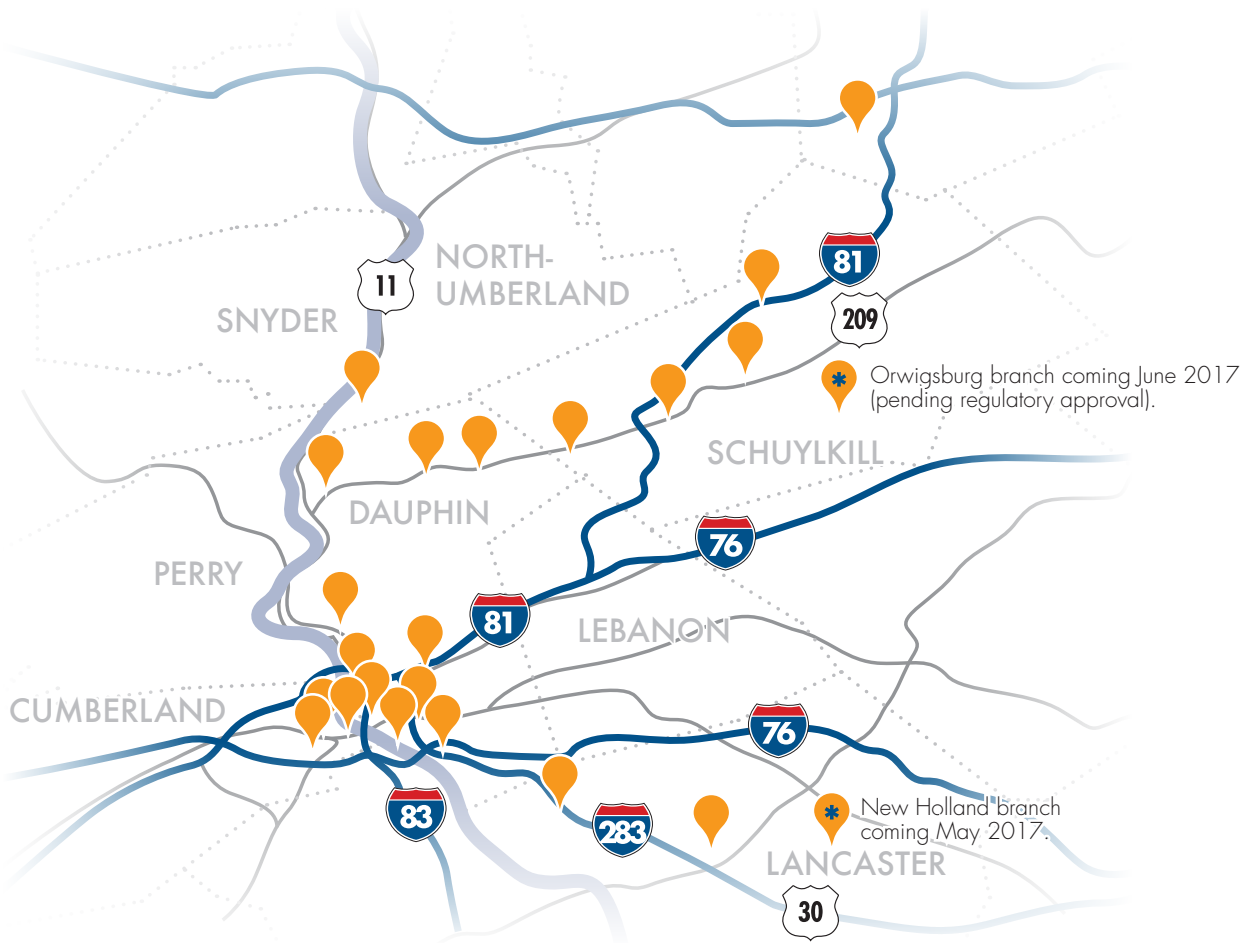 NORTH-
UMBERLAND
81
11
SNYDER
209
* Orwigsburg branch coming June 2017
(pending regulatory approval).
SCHUYLKILL
DAUPHIN
76
PERRY
81
LEBANON
CUMBERLAND
76
83
283
* New Holland branch
coming May 2017.
LANCASTER
30